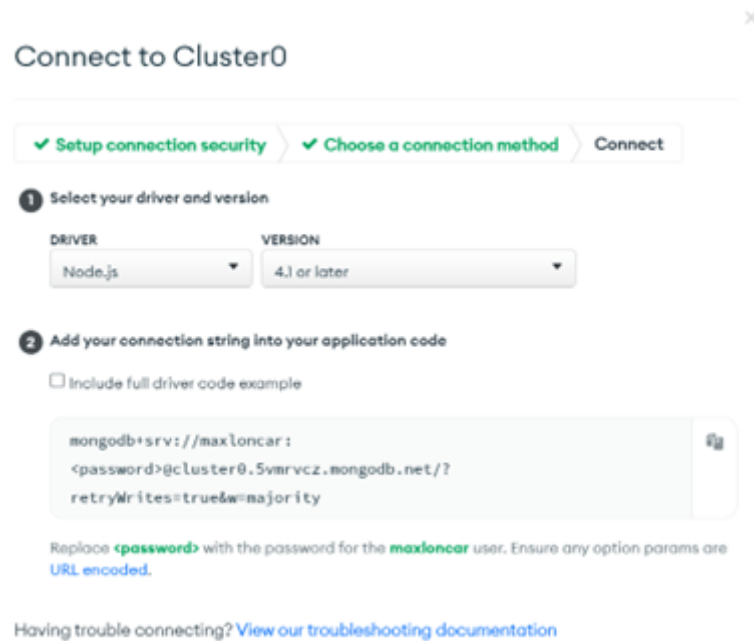 Connect to Cluster0
✔ Setup connection security
✔ Choose a connection method
Connect
1 Select your driver and version
DRIVER
VERSION
Node.js
4.1 or later
2 Add your connection string into your application code
Include full driver code example
mongodb+srv://maxloncar:
<password>@cluster0.5vmrvcz.mongodb.net/?
retryWrites=true&w=majority
Replace <password> with the password for the maxloncar user. Ensure any option params are
URL encoded.
Having trouble connecting? View our troubleshooting documentation